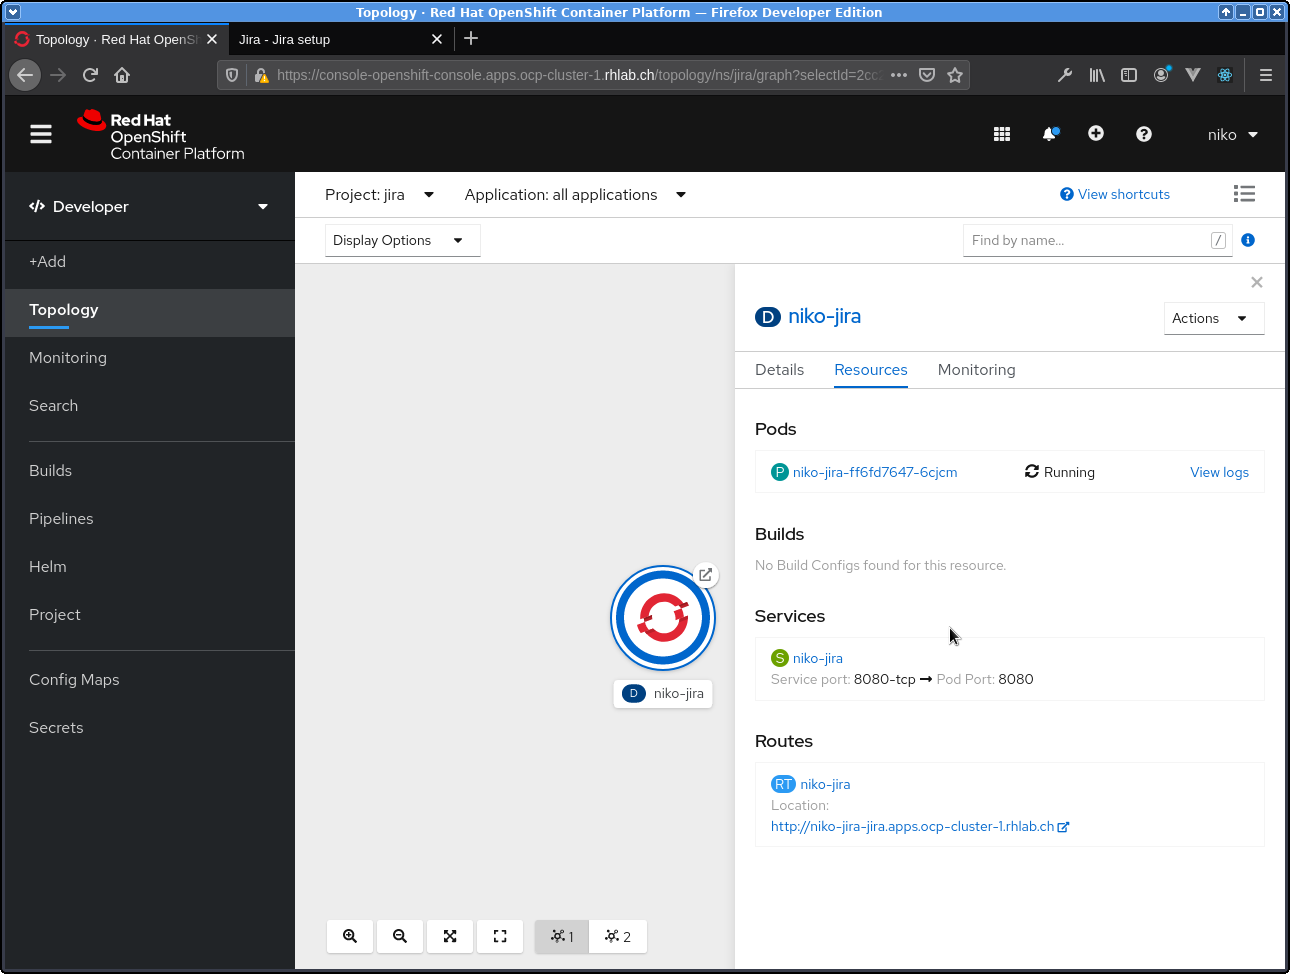 Topology · Red Hat OpenShift Container Platform — Firefox Developer Edition
Topology · Red Hat OpenS
Jira - Jira setup
https://console-openshift-console.apps.ocp-cluster-1.rhlab.ch/topology/ns/jira/graph?selectId=2cc
Red Hat
OpenShift
Container Platform
niko
Developer
Project: jira
Application: all applications
View shortcuts
Display Options
Find by name...
/
+Add
Topology
Monitoring
Search
Builds
Pipelines
Helm
Project
Config Maps
Secrets
D niko-jira
1
2
D niko-jira
Actions
Details
Resources
Monitoring
Pods
P niko-jira-ff6fd7647-6cjcm
Running
View logs
Builds
No Build Configs found for this resource.
Services
S niko-jira
Service port: 8080-tcp → Pod Port: 8080
Routes
RT niko-jira
Location:
http://niko-jira-jira.apps.ocp-cluster-1.rhlab.ch